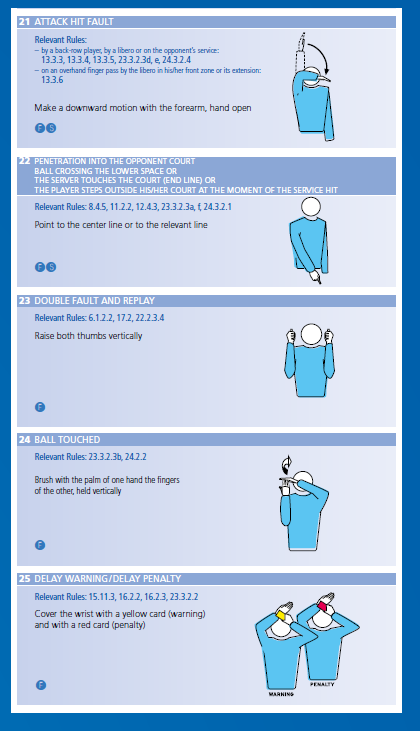 21 ATTACK HIT FAULT
Relevant Rules:
– by a back-row player, by a libero or on the opponent's service:
13.3.3, 13.3.4, 13.3.5, 23.3.2.3d, e, 24.3.2.4
– on an overhand finger pass by the libero in his/her front zone or its extension:
13.3.6
Make a downward motion with the forearm, hand open
F S
22 PENETRATION INTO THE OPPONENT COURT
BALL CROSSING THE LOWER SPACE OR
THE SERVER TOUCHES THE COURT (END LINE) OR
THE PLAYER STEPS OUTSIDE HIS/HER COURT AT THE MOMENT OF THE SERVICE HIT
Relevant Rules: 8.4.5, 11.2.2, 12.4.3, 23.3.2.3a, f, 24.3.2.1
Point to the center line or to the relevant line
F S
23 DOUBLE FAULT AND REPLAY
Relevant Rules: 6.1.2.2, 17.2, 22.2.3.4
Raise both thumbs vertically
F
24 BALL TOUCHED
Relevant Rules: 23.3.2.3b, 24.2.2
Brush with the palm of one hand the fingers
of the other, held vertically
F
25 DELAY WARNING/DELAY PENALTY
Relevant Rules: 15.11.3, 16.2.2, 16.2.3, 23.3.2.2
Cover the wrist with a yellow card (warning)
and with a red card (penalty)
F
WARNING
PENALTY